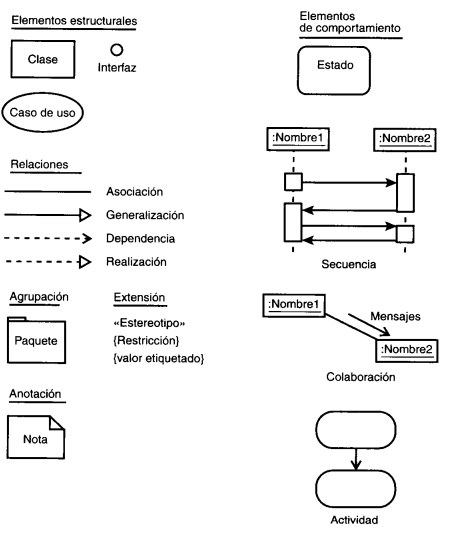 Elementos estructurales
Clase
Interfaz
Caso de uso
Relaciones
Asociación
Generalización
Dependencia
Realización
Agrupación
Paquete
Extensión
«Estereotipo»
{Restricción}
{valor etiquetado}
Anotación
Nota
Elementos
de comportamiento
Estado
:Nombre1
:Nombre2
Secuencia
:Nombre1
Mensajes
:Nombre2
Colaboración
Actividad